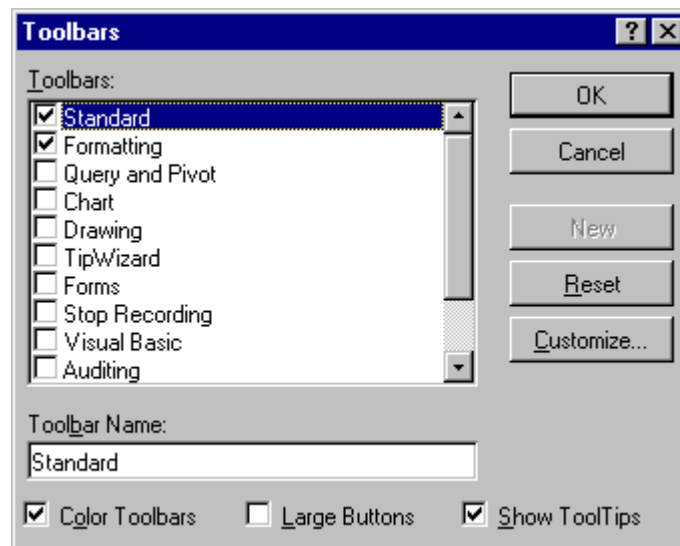 Toolbars
Toolbars:
Standard
Formatting
Query and Pivot
Chart
Drawing
TipWizard
Forms
Stop Recording
Visual Basic
Auditing
OK
Cancel
New
Reset
Customize...
Toolbar Name:
Standard
Color Toolbars Large Buttons Show ToolTips